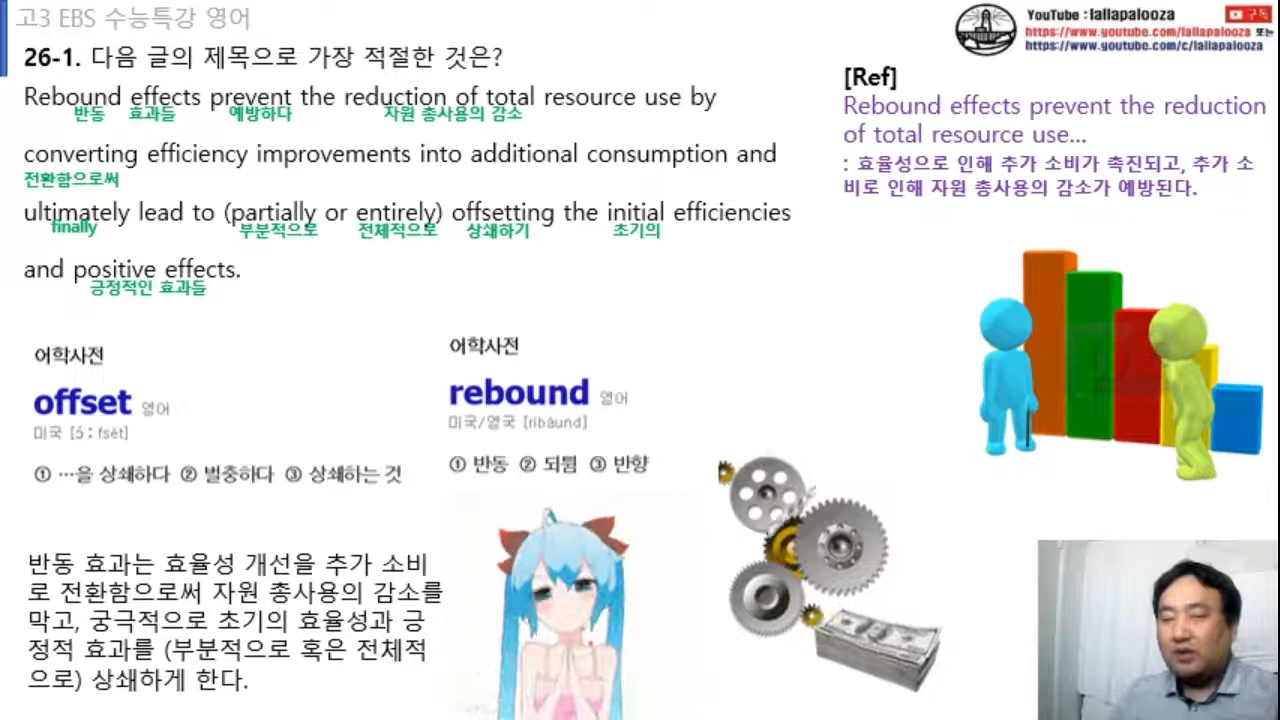 고3 EBS 수능특강 영어
26-1. 다음 글의 제목으로 가장 적절한 것은?
Rebound effects prevent the reduction of total resource use by
반동 효과들 예방하다 자원 총사용의 감소
converting efficiency improvements into additional consumption and
전환함으로써
ultimately lead to (partially or entirely) offsetting the initial efficiencies
finally 부분적으로 전체적으로 상쇄하기 초기의
and positive effects.
긍정적인 효과들
YouTube : lallapalooza
구독
https://www.youtube.com/lallapalooza 또는
https://www.youtube.com/c/lallapalooza
[Ref]
Rebound effects prevent the reduction
of total resource use...
: 효율성으로 인해 추가 소비가 촉진되고, 추가 소
비로 인해 자원 총사용의 감소가 예방된다.
어학사전
offset 영어
미국 [ɔ́ : fsèt]
① …을 상쇄하다 ② 벌충하다 ③ 상쇄하는 것
어학사전
rebound 영어
미국/영국 [ribáund]
① 반동 ② 되튐 ③ 반향
반동 효과는 효율성 개선을 추가 소비
로 전환함으로써 자원 총사용의 감소를
막고, 궁극적으로 초기의 효율성과 긍
정적 효과를 (부분적으로 혹은 전체적
으로) 상쇄하게 한다.